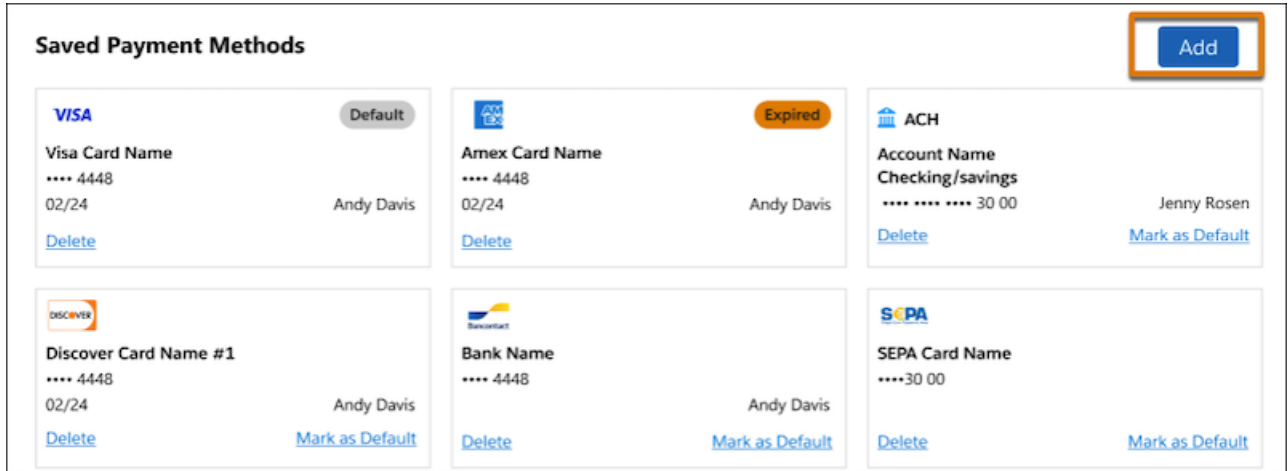 Saved Payment Methods
Add
VISA
Default
Visa Card Name
•••• 4448
02/24
Andy Davis
Delete
AM
EX
Expired
Amex Card Name
•••• 4448
02/24
Andy Davis
Delete
ACH
Account Name
Checking/savings
•••• •••• •••• 30 00
Jenny Rosen
Delete
Mark as Default
DISCOVER
Discover Card Name #1
•••• 4448
02/24
Andy Davis
Delete
Mark as Default
Bancontact
Bank Name
•••• 4448
Andy Davis
Delete
Mark as Default
S€PA
SEPA Card Name
••••30 00
Delete
Mark as Default